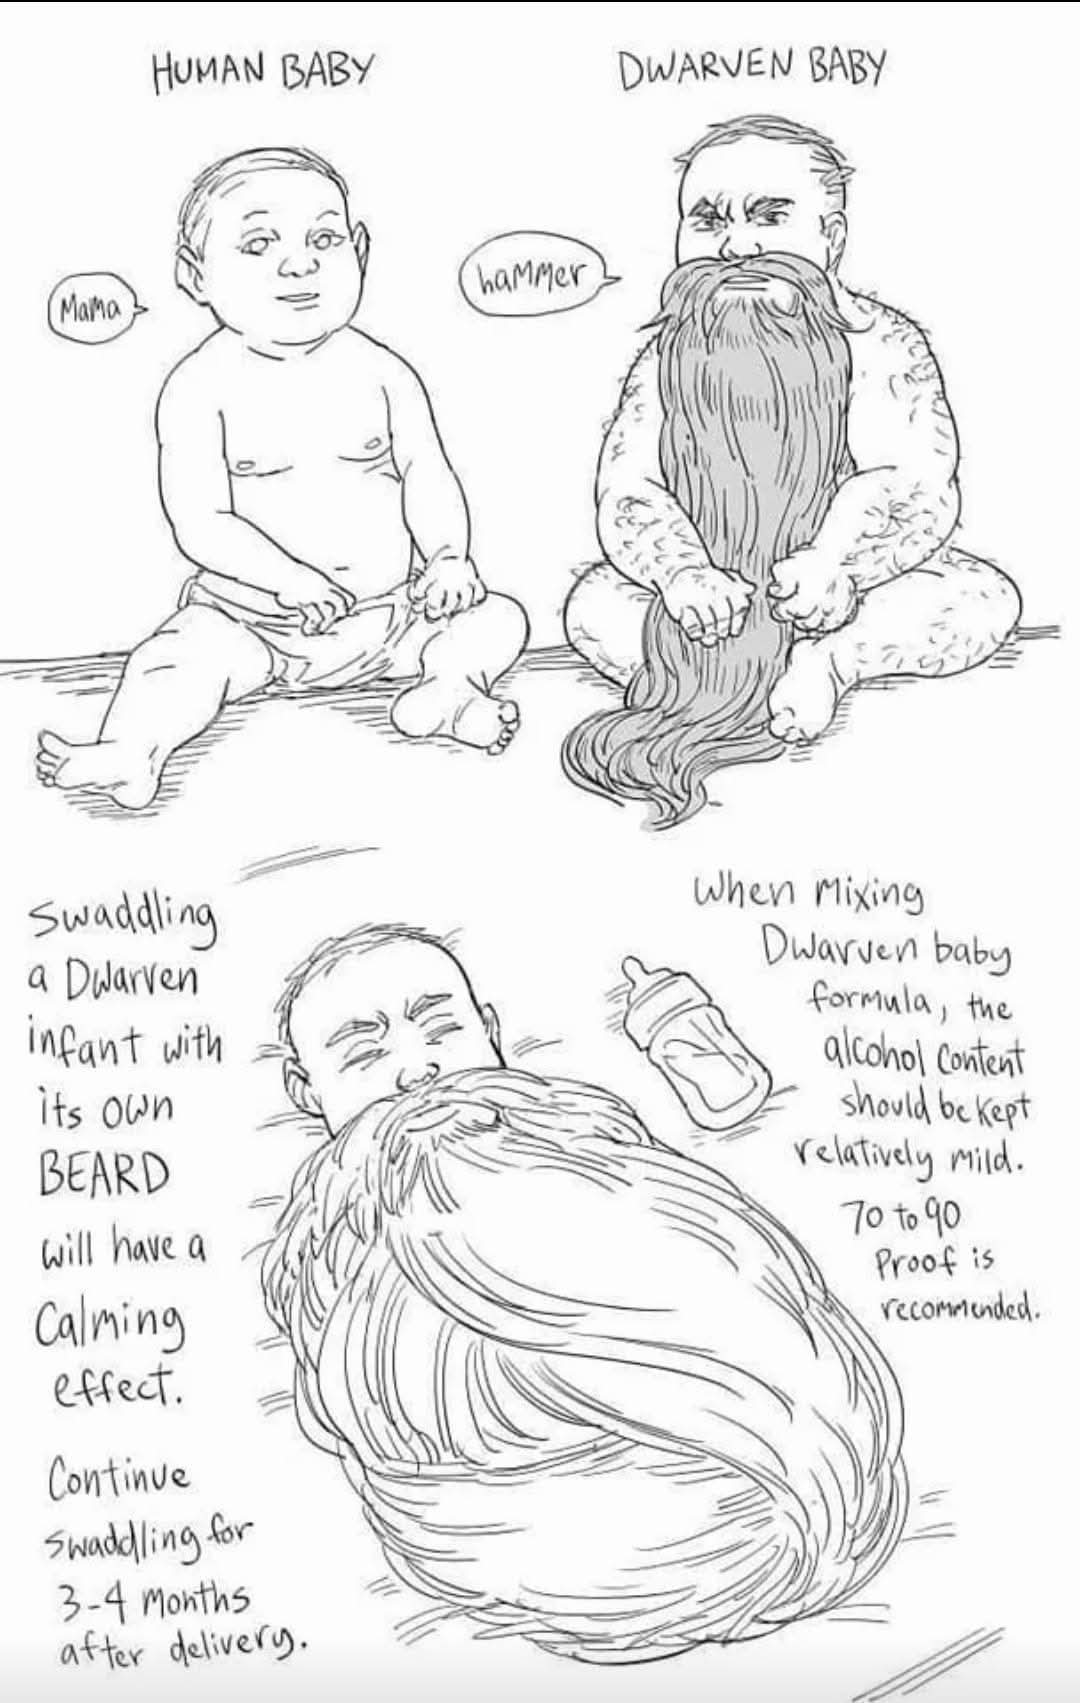 HUMAN BABY
DWARVEN BABY
Mama
hammer
Swaddling
a Dwarven
infant with
its own
BEARD
will have a
Calming
effect.
Continue
swaddling for
3-4 months
after delivery.
When mixing
Dwarven baby
formula, the
alcohol content
should be kept
relatively mild.
70 to 90
Proof is
recommended.